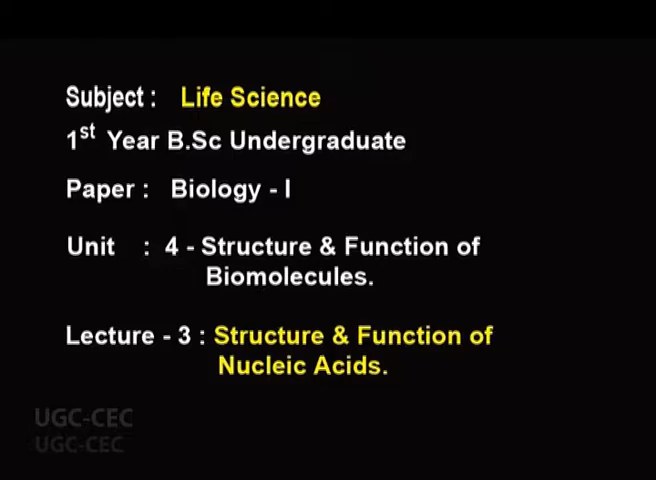 Subject : Life Science
1st Year B.Sc Undergraduate
Paper : Biology - I
Unit : 4 - Structure & Function of
Biomolecules.
Lecture - 3 : Structure & Function of
Nucleic Acids.
UGC-CEC
UGC-CEC